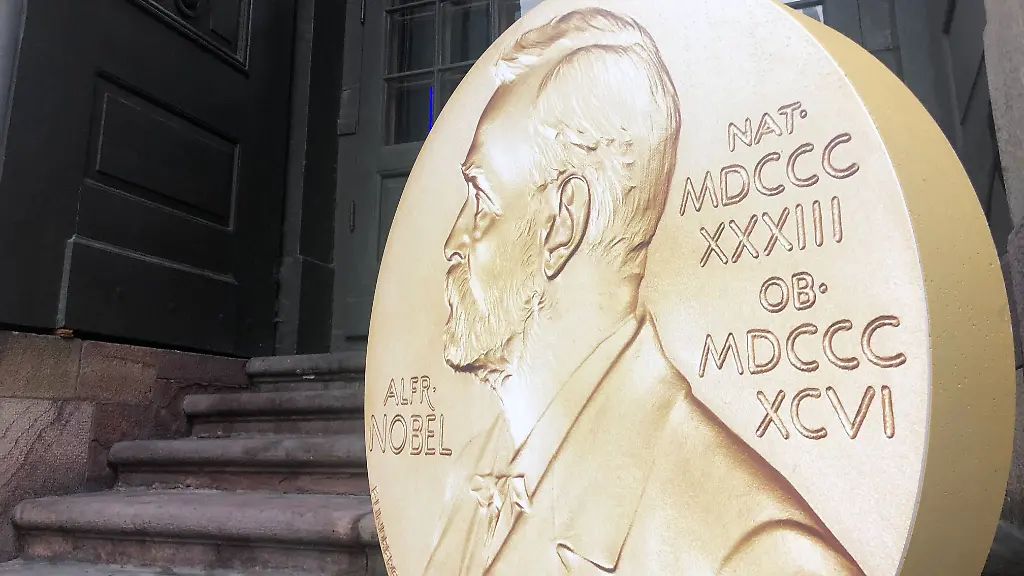 ALFR·
NOBEL
NAT·
MDCCC
XXXIII
OB·
MDCCC
XCVI